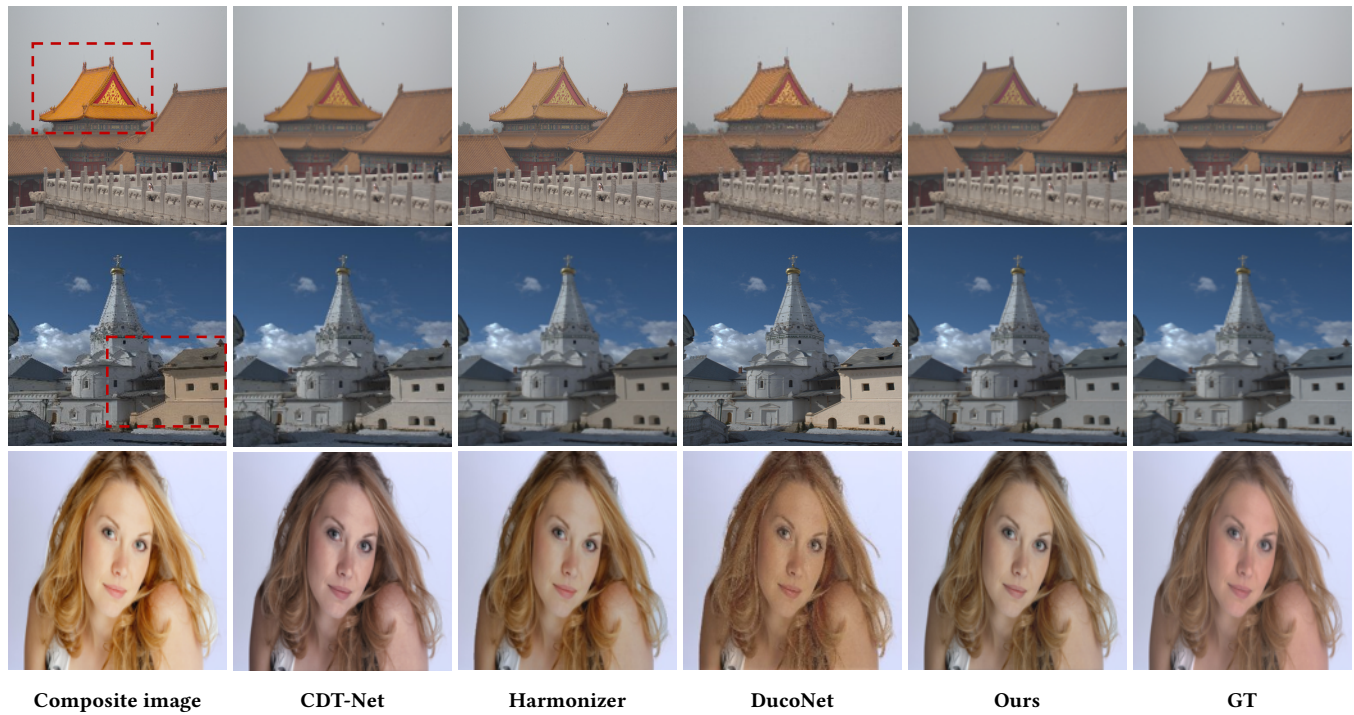 Composite image
CDT-Net
Harmonizer
DucoNet
Ours
GT